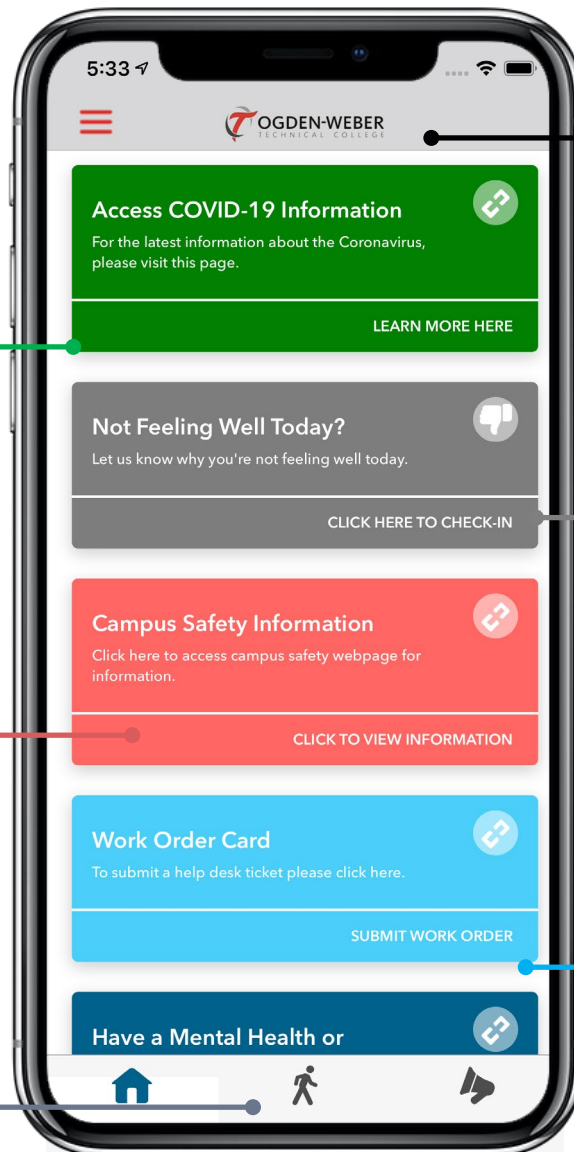 5:33
OGDEN-WEBER
TECHNICAL COLLEGE
Access COVID-19 Information
For the latest information about the Coronavirus,
please visit this page.
LEARN MORE HERE
Not Feeling Well Today?
Let us know why you're not feeling well today.
CLICK HERE TO CHECK-IN
Campus Safety Information
Click here to access campus safety webpage for
information.
CLICK TO VIEW INFORMATION
Work Order Card
To submit a help desk ticket please click here.
SUBMIT WORK ORDER
Have a Mental Health or